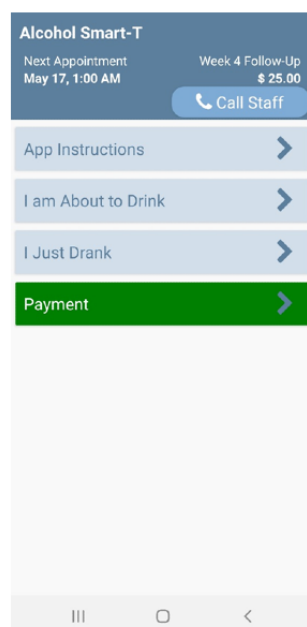 Alcohol Smart-T
Next Appointment
May 17, 1:00 AM
Week 4 Follow-Up
$ 25.00
Call Staff
App Instructions
I am About to Drink
I Just Drank
Payment